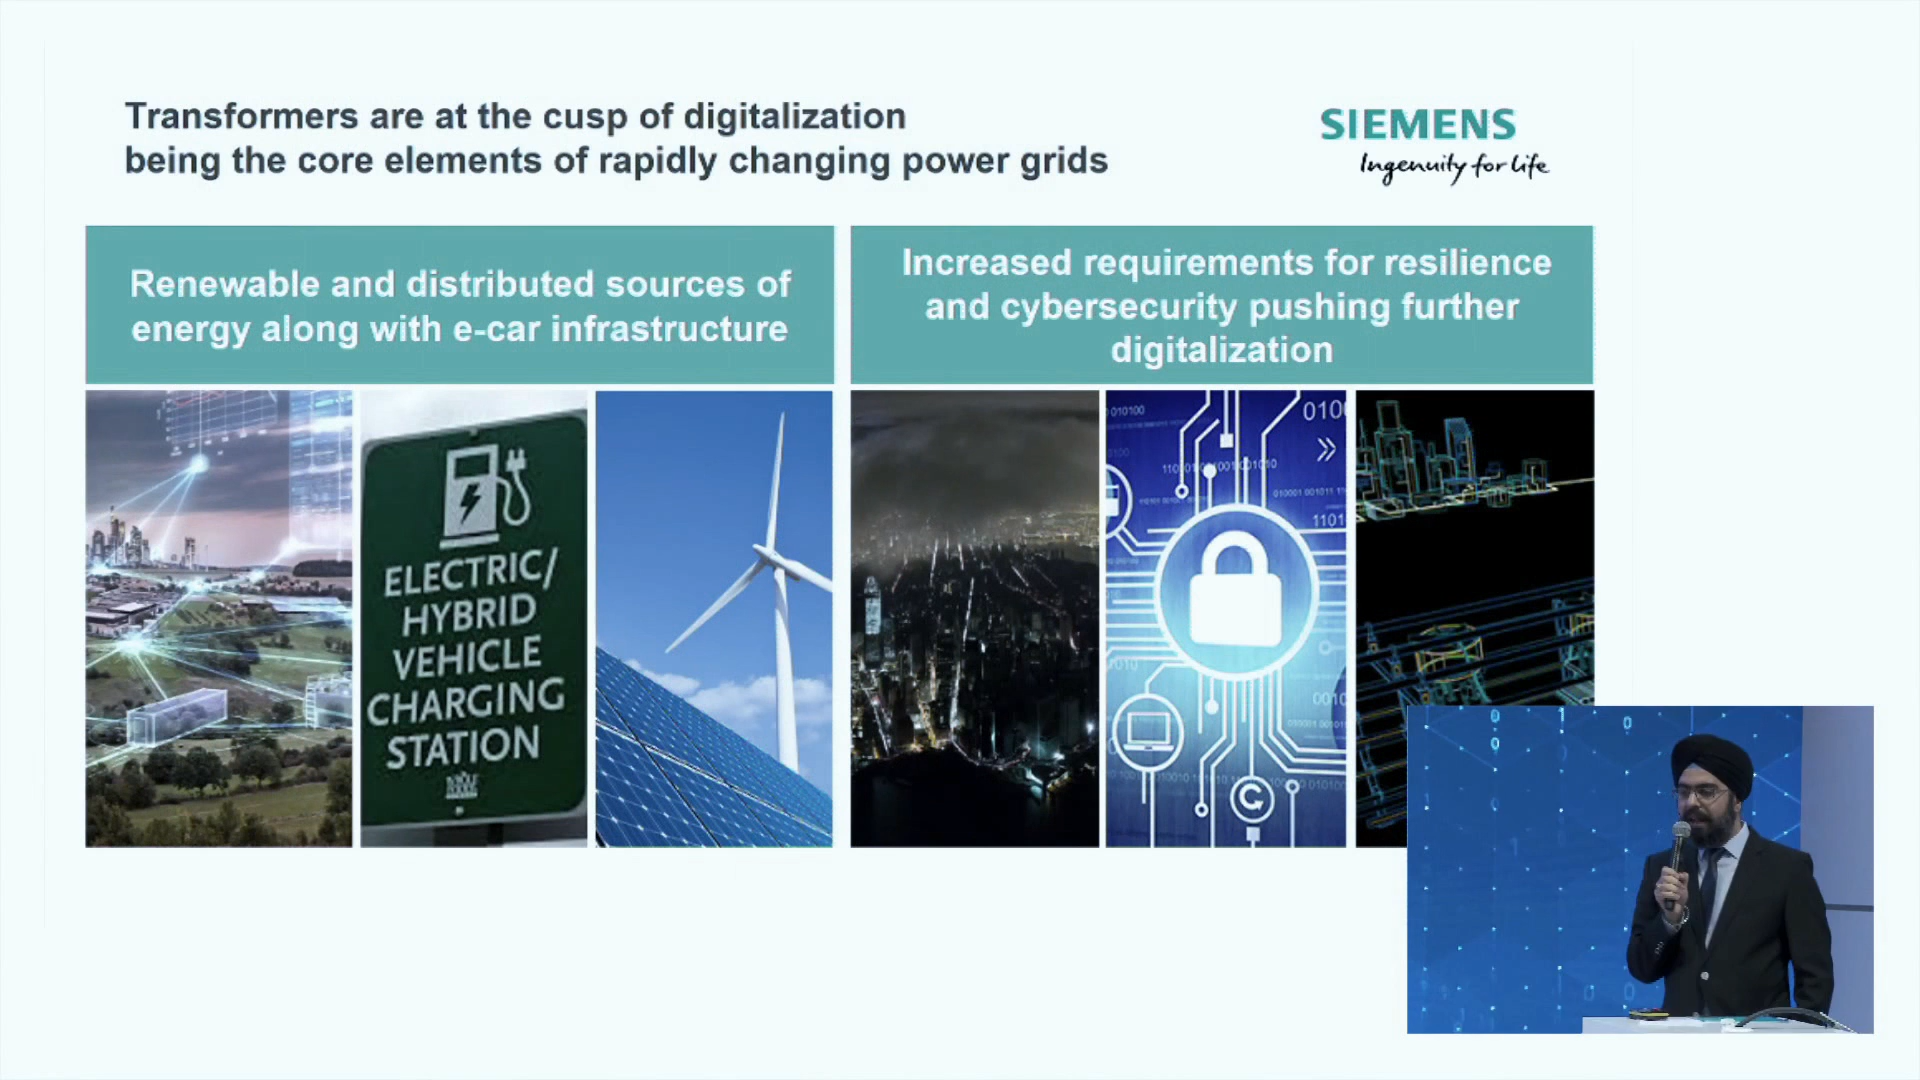 Transformers are at the cusp of digitalization
being the core elements of rapidly changing power grids
SIEMENS
Ingenuity for life
Renewable and distributed sources of
energy along with e-car infrastructure
Increased requirements for resilience
and cybersecurity pushing further
digitalization
ELECTRIC/
HYBRID
VEHICLE
CHARGING
STATION
010100
010